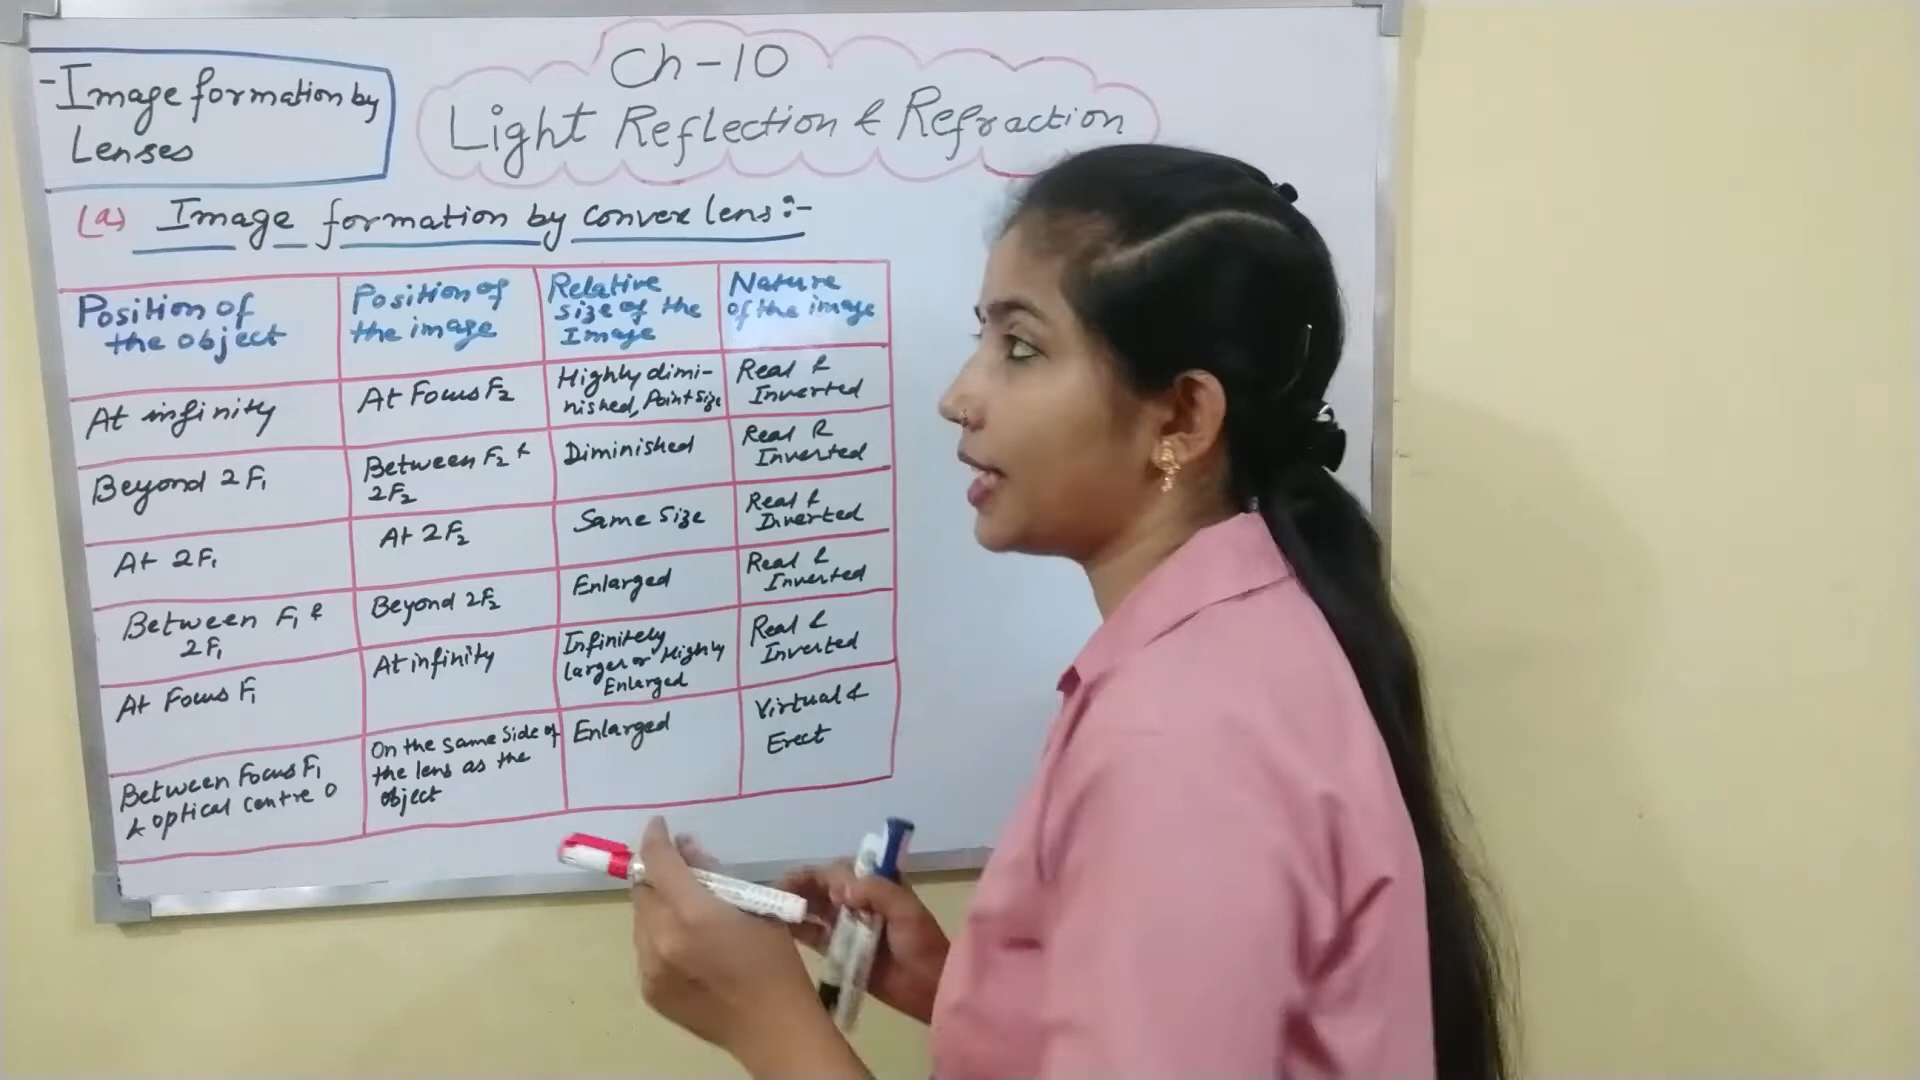 - Image formation by
Lenses
Ch-10
Light Reflection & Refraction
(a) Image formation by convex lens:-
Position of
the object
Position of
the image
Relative
size of the
Image
Nature
of the image
At infinity
At Focus F2
Highly dimi-
nished, Point size
Real &
Inverted
Beyond 2F1
Between F2 &
2F2
Diminished
Real &
Inverted
At 2F1
At 2F2
Same size
Real &
Inverted
Between F1 &
2F1
Beyond 2F2
Enlarged
Real &
Inverted
At Focus F1
At infinity
Infinitely
larger or Highly
Enlarged
Real &
Inverted
Between Focus F1
& optical centre O
On the same side of
the lens as the
object
Enlarged
Virtual &
Erect